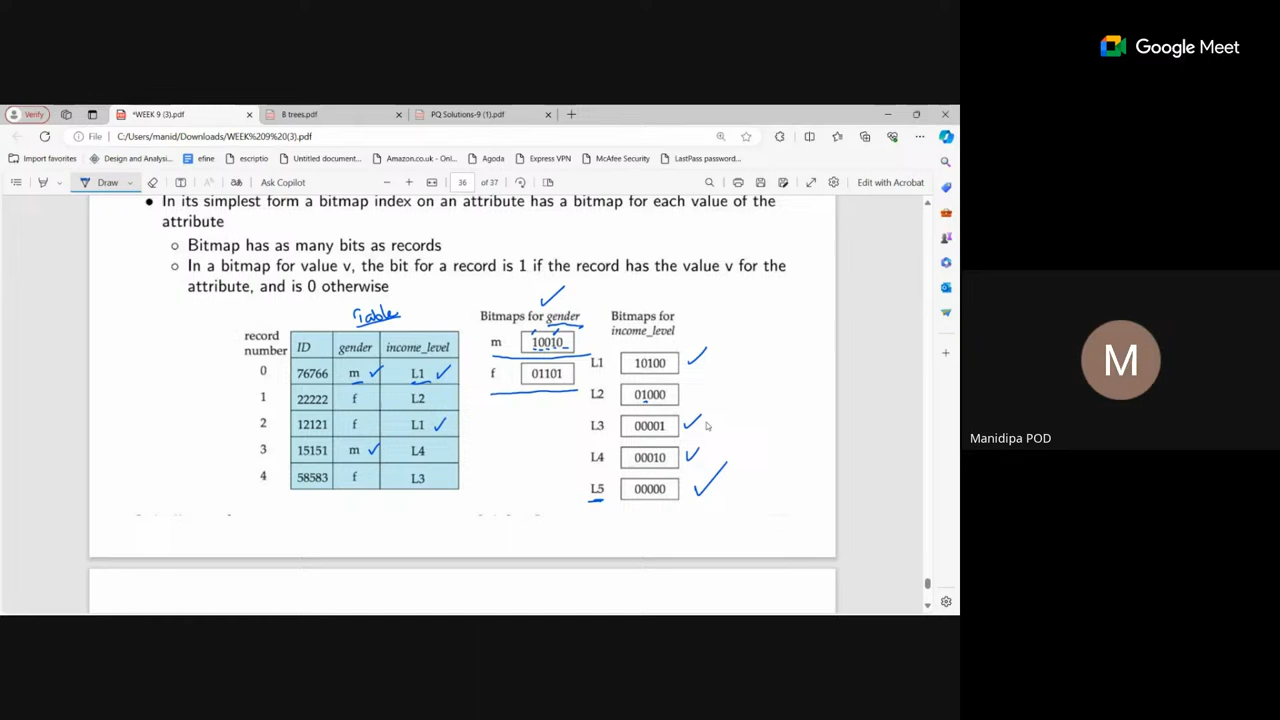 Google Meet
Verify
*WEEK 9 (3).pdf
B trees.pdf
PQ Solutions-9 (1).pdf
File
C:/Users/manid/Downloads/WEEK%209%20(3).pdf
Import favorites
Design and Analysi...
efine
escriptio
Untitled document...
Amazon.co.uk - Onl...
Agoda
Express VPN
McAfee Security
LastPass password...
Draw
Ask Copilot
36 of 37
Edit with Acrobat
• In its simplest form a bitmap index on an attribute has a bitmap for each value of the
attribute
○ Bitmap has as many bits as records
○ In a bitmap for value v, the bit for a record is 1 if the record has the value v for the
attribute, and is 0 otherwise
Table
record
number
ID gender income_level
0 76766 m L1
1 22222 f L2
2 12121 f L1
3 15151 m L4
4 58583 f L3
Bitmaps for gender
m 10010
f 01101
Bitmaps for
income_level
L1 10100
L2 01000
L3 00001
L4 00010
L5 00000
M
Manidipa POD